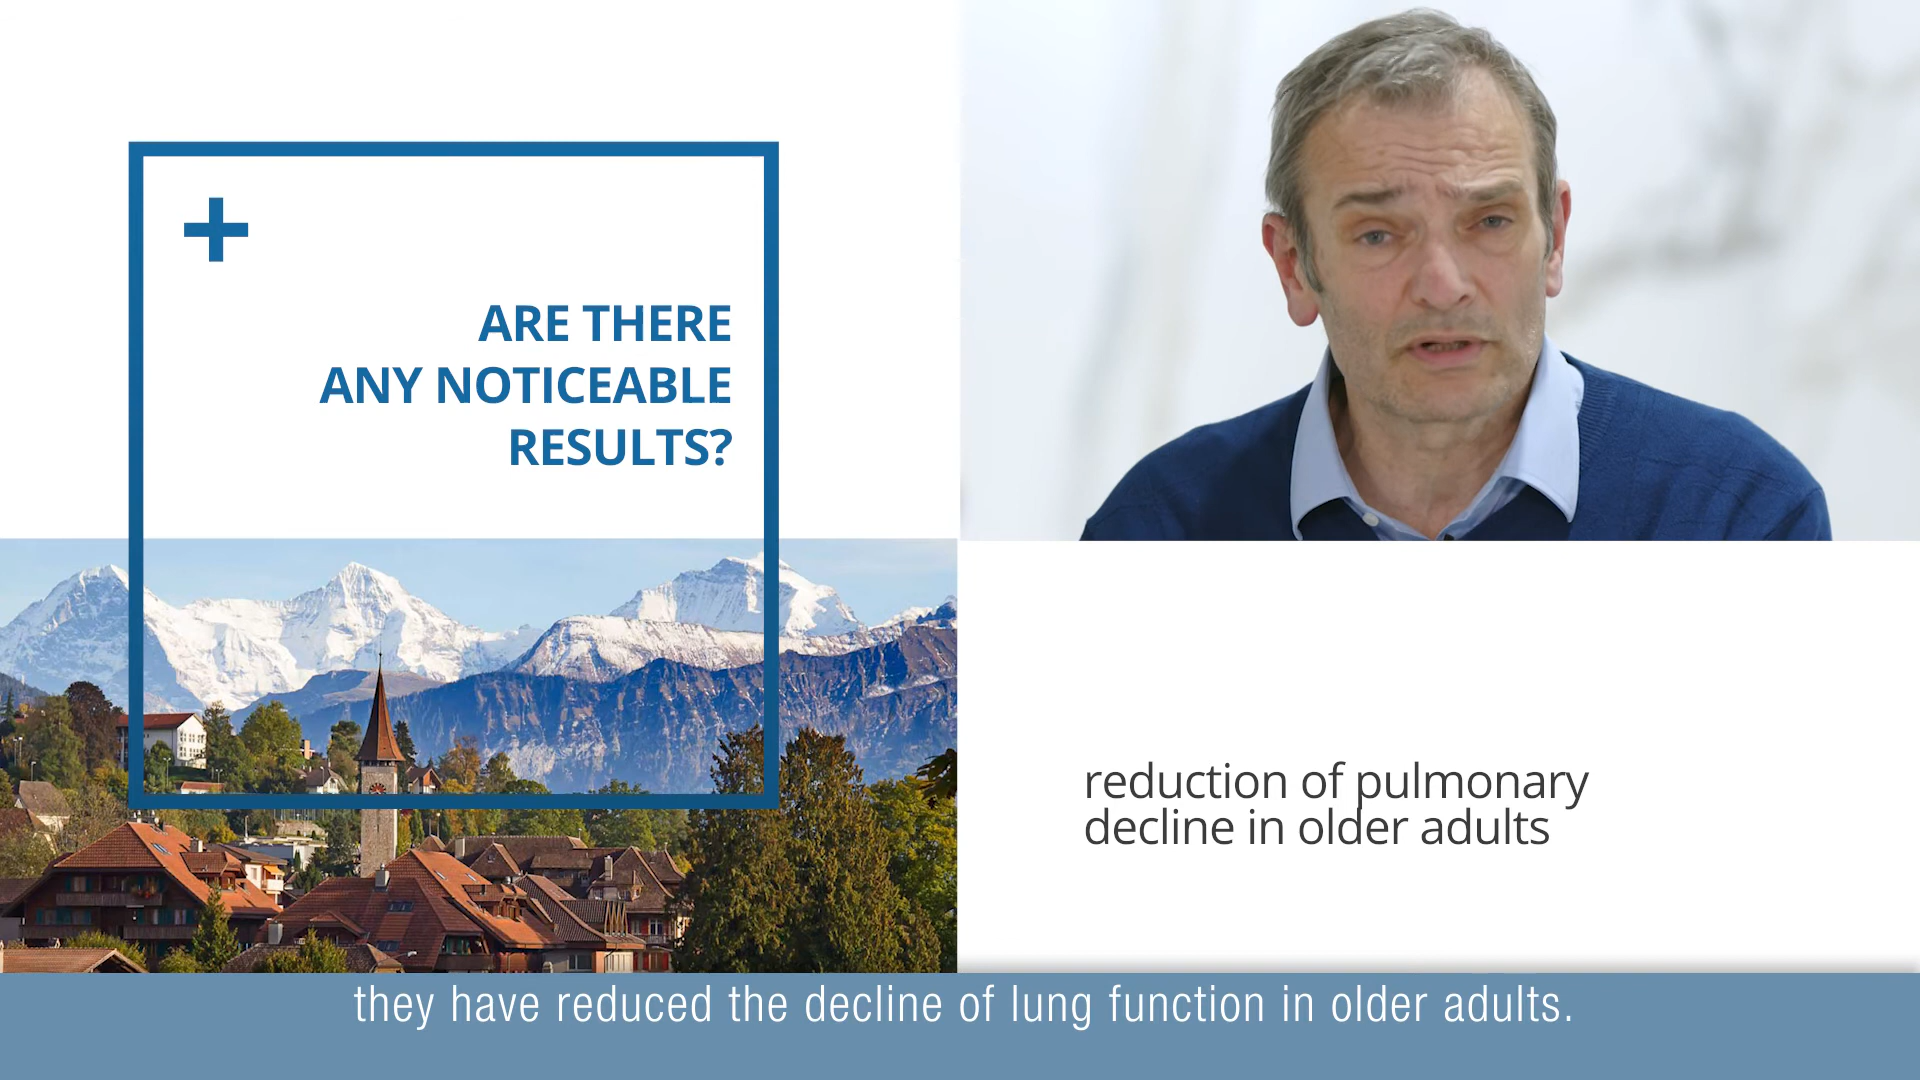 ARE THERE
ANY NOTICEABLE
RESULTS?
reduction of pulmonary
decline in older adults
they have reduced the decline of lung function in older adults.